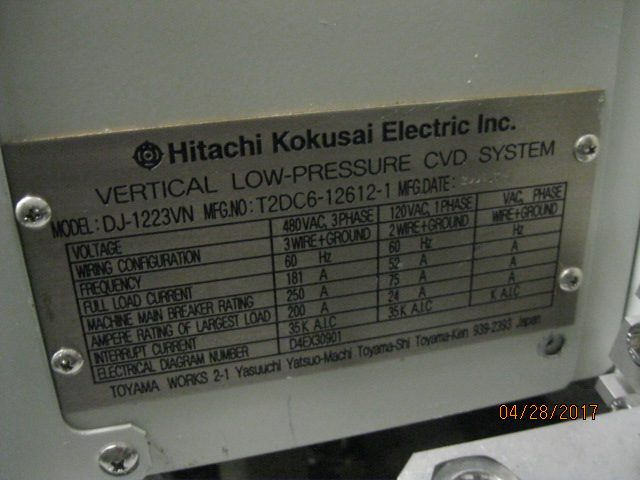 Hitachi Kokusai Electric Inc.
VERTICAL LOW-PRESSURE CVD SYSTEM
MODEL: DJ-1223VN MFG.NO: T2DC6-12612-1 MFG.DATE:
VOLTAGE 480VAC, 3PHASE 120VAC, 1PHASE VAC, PHASE
WIRING CONFIGURATION 3WIRE+GROUND 2WIRE+GROUND WIRE+GROUND
FREQUENCY 60 Hz 60 Hz Hz
FULL LOAD CURRENT 181 A 52 A A
MACHINE MAIN BREAKER RATING 250 A 75 A A
AMPERE RATING OF LARGEST LOAD 200 A 24 A A
INTERRUPT CURRENT 35K A.I.C 35K A.I.C K A.I.C
ELECTRICAL DIAGRAM NUMBER D4EX30901
TOYAMA WORKS 2-1 Yasuuchi Yatsuo-Machi Toyama-Shi Toyama-Ken 939-2393 Japan
04/28/2017